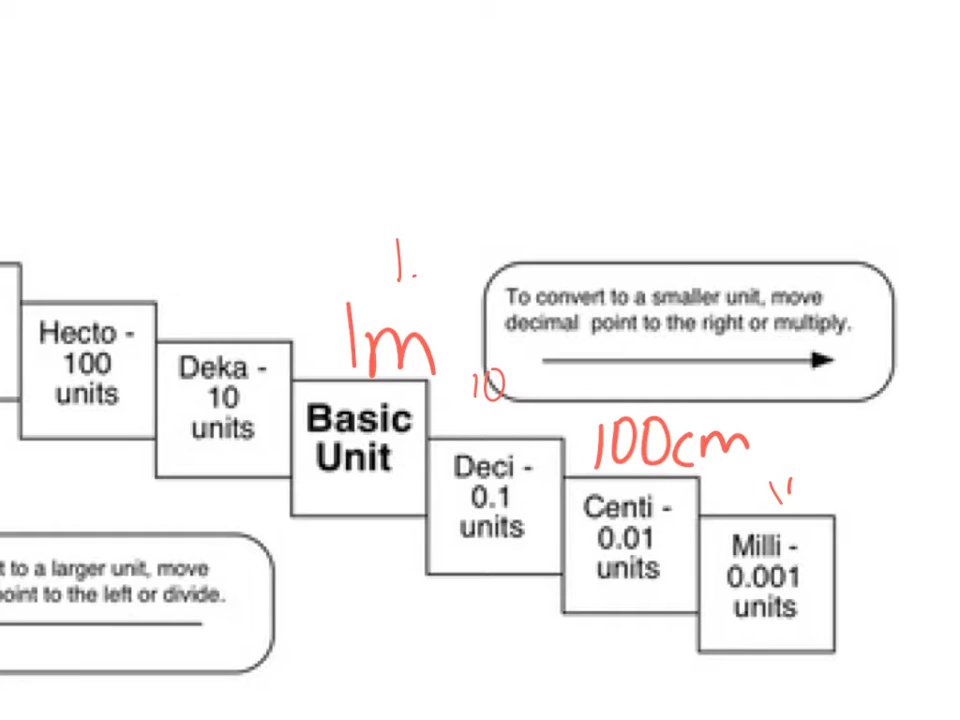 1.
To convert to a smaller unit, move
decimal point to the right or multiply.
1m
10
Hecto -
100
units
Deka -
10
units
Basic
Unit
100cm
Deci -
0.1
units
Centi -
0.01
units
Milli -
0.001
units
t to a larger unit, move
oint to the left or divide.